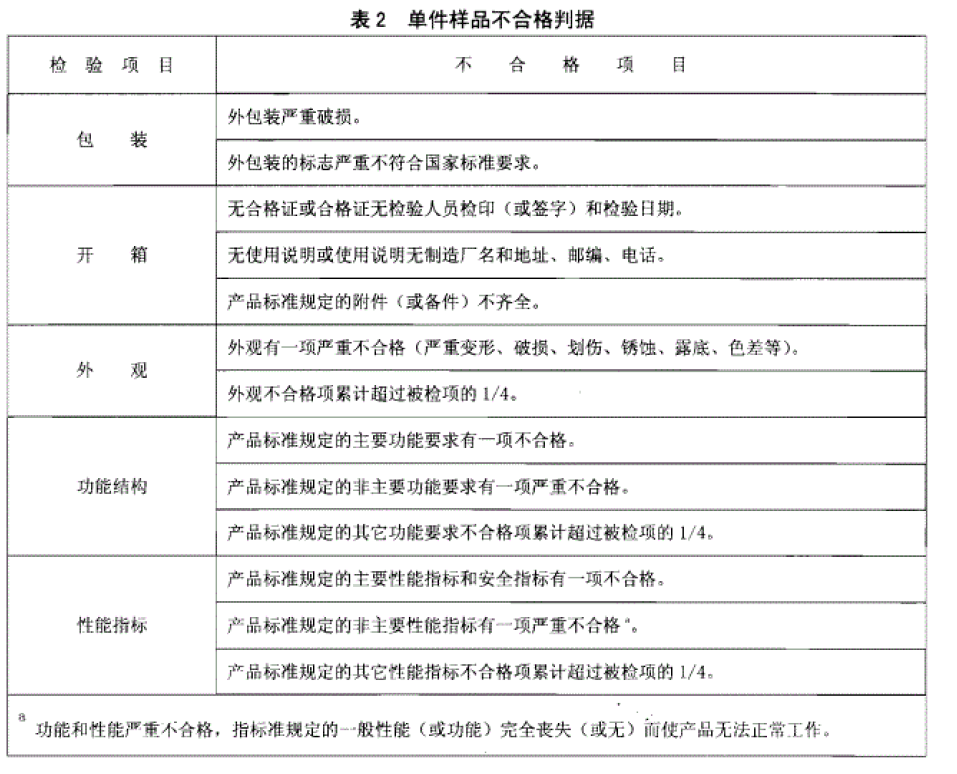 表 2　单件样品不合格判据
检　验　项　目
不　合　格　项　目
包　装
外包装严重破损。
外包装的标志严重不符合国家标准要求。
开　箱
无合格证或合格证无检验人员检印（或签字）和检验日期。
无使用说明或使用说明无制造厂名和地址、邮编、电话。
产品标准规定的附件（或备件）不齐全。
外　观
外观有一项严重不合格（严重变形、破损、划伤、锈蚀、露底、色差等）。
外观不合格项累计超过被检项的 1/4。
功能结构
产品标准规定的主要功能要求有一项不合格。
产品标准规定的非主要功能要求有一项严重不合格。
产品标准规定的其它功能要求不合格项累计超过被检项的 1/4。
性能指标
产品标准规定的主要性能指标和安全指标有一项不合格。
产品标准规定的非主要性能指标有一项严重不合格 ᵃ。
产品标准规定的其它性能指标不合格项累计超过被检项的 1/4。
ᵃ 功能和性能严重不合格，指标准规定的一般性能（或功能）完全丧失（或无）而使产品无法正常工作。